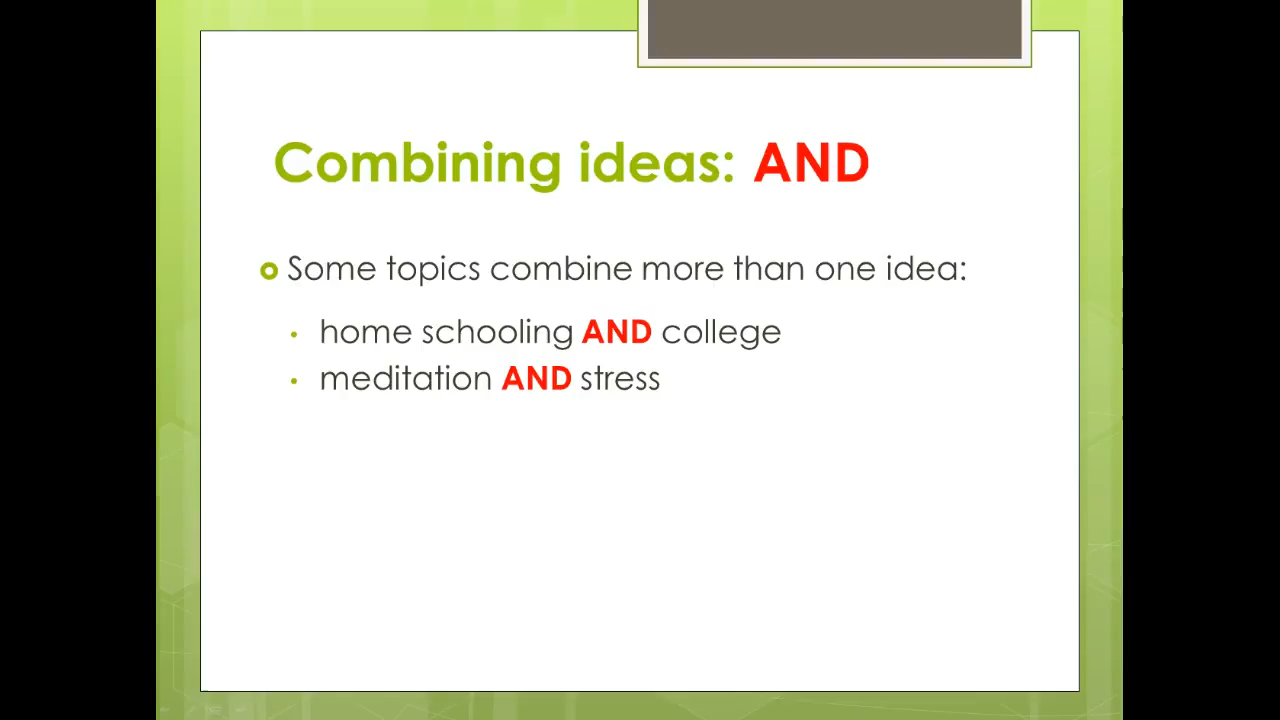 Combining ideas: AND
Some topics combine more than one idea:
home schooling AND college
meditation AND stress